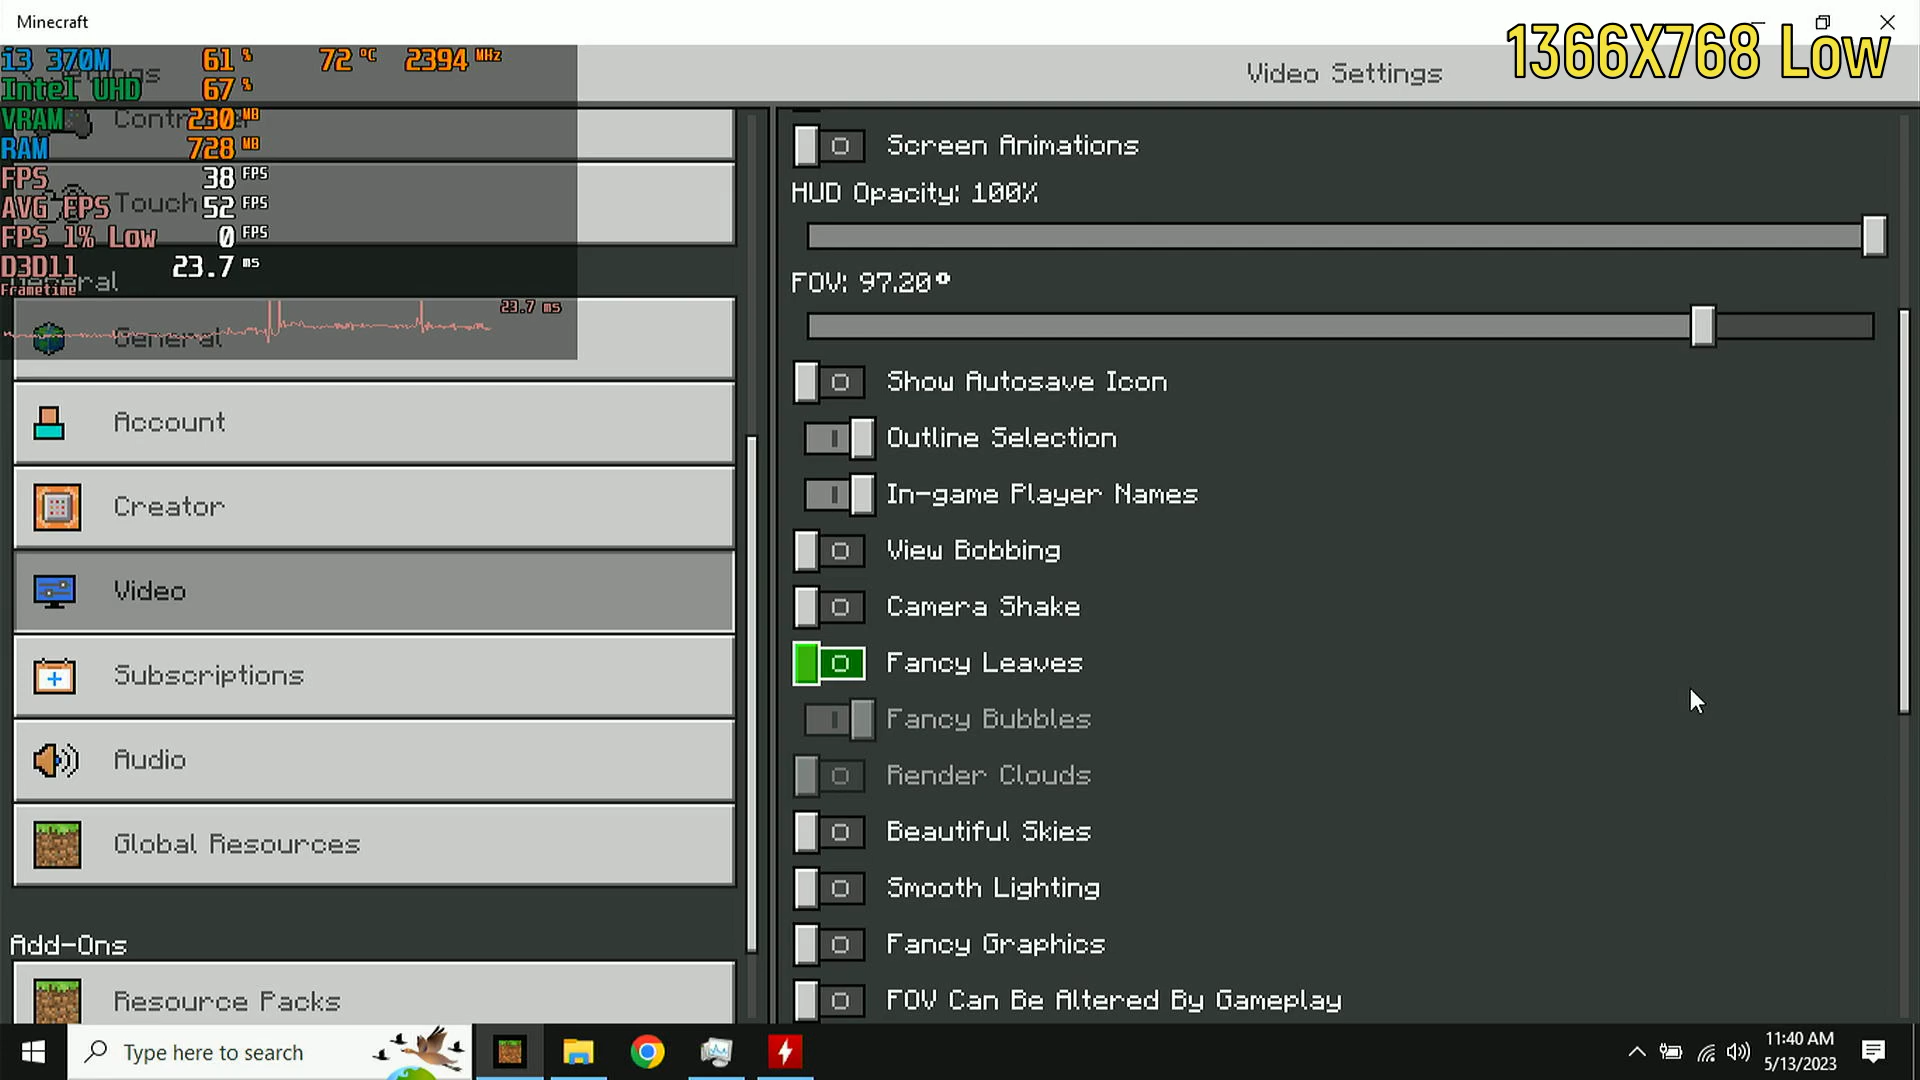 Minecraft
1366X768 Low
i3 370M 61 % 72 °C 2394 MHz
Intel UHD 67 %
VRAM 230 MB
RAM 728 MB
FPS 38 FPS
AVG FPS 52 FPS
FPS 1% Low 0 FPS
D3D11 23.7 ms
Frametime
23.7 ms
Touch
General
General
Account
Creator
Video
Subscriptions
Audio
Global Resources
Add-Ons
Resource Packs
Video Settings
Screen Animations
HUD Opacity: 100%
FOV: 97.20°
Show Autosave Icon
Outline Selection
In-game Player Names
View Bobbing
Camera Shake
Fancy Leaves
Fancy Bubbles
Render Clouds
Beautiful Skies
Smooth Lighting
Fancy Graphics
FOV Can Be Altered By Gameplay
Type here to search
11:40 AM
5/13/2023